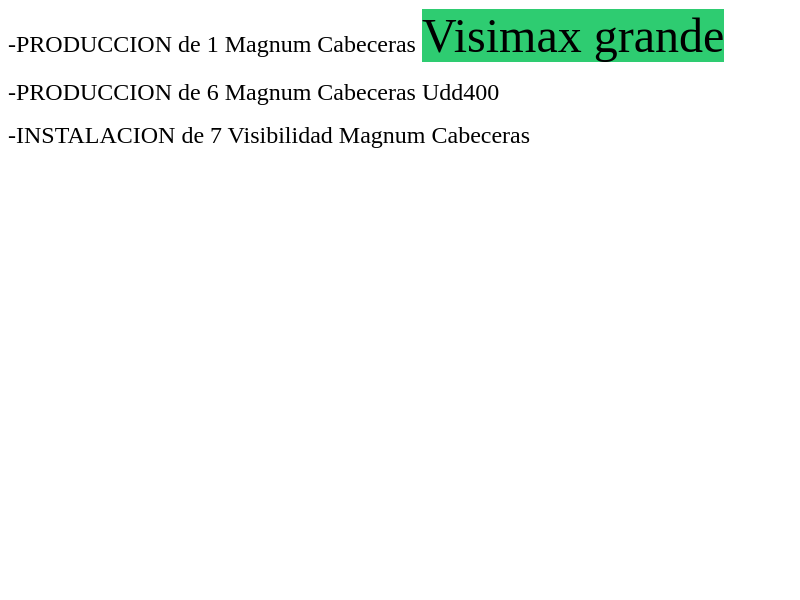 -PRODUCCION de 1 Magnum Cabeceras Visimax grande
-PRODUCCION de 6 Magnum Cabeceras Udd400
-INSTALACION de 7 Visibilidad Magnum Cabeceras